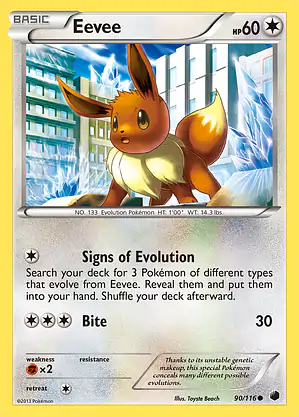 BASIC
Eevee
HP60
NO. 133 Evolution Pokémon HT: 1'00" WT: 14.3 lbs.
Signs of Evolution
Search your deck for 3 Pokémon of different types
that evolve from Eevee. Reveal them and put them
into your hand. Shuffle your deck afterward.
Bite 30
weakness resistance
×2
retreat
Thanks to its unstable genetic
makeup, this special Pokémon
conceals many different possible
evolutions.
Illus. Toyste Beach 90/116
©2013 Pokémon